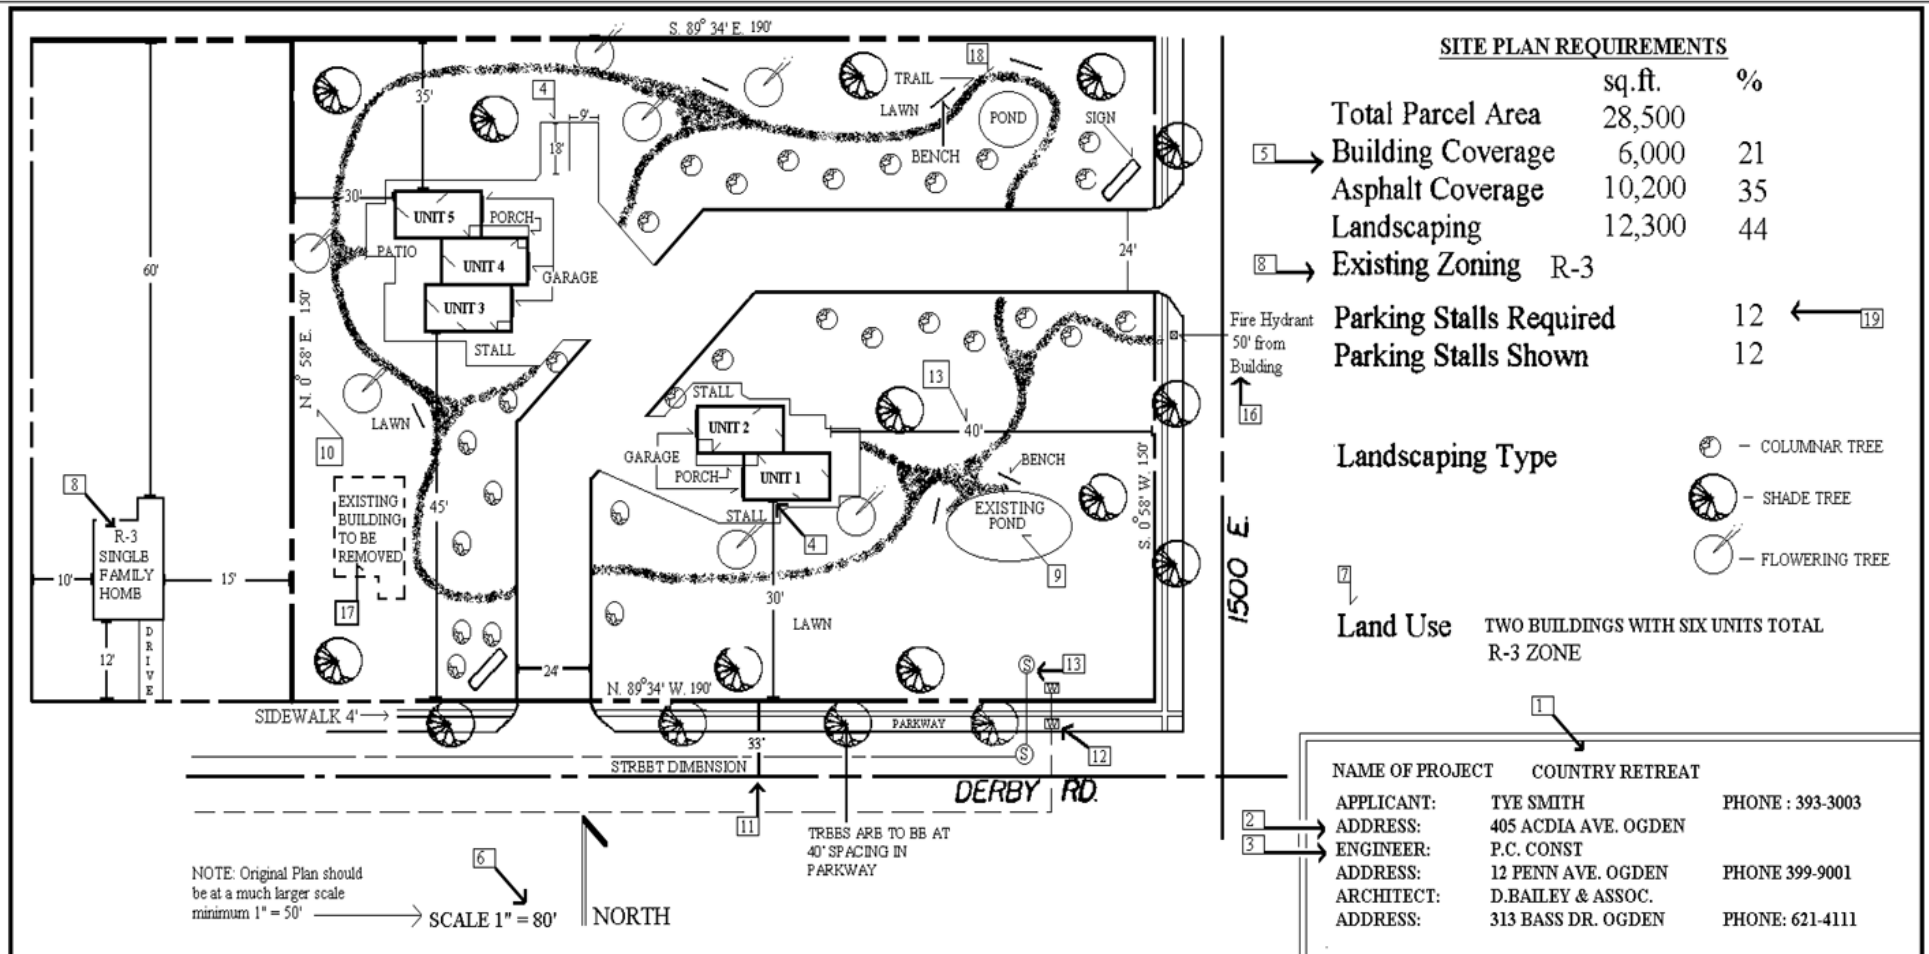 S. 89° 34' E. 190'
SITE PLAN REQUIREMENTS
sq.ft. %
Total Parcel Area 28,500
5 Building Coverage 6,000 21
Asphalt Coverage 10,200 35
Landscaping 12,300 44
8 Existing Zoning R-3
Parking Stalls Required 12 19
Parking Stalls Shown 12
Landscaping Type
- COLUMNAR TREE
- SHADE TREE
- FLOWERING TREE
7
Land Use TWO BUILDINGS WITH SIX UNITS TOTAL
R-3 ZONE
18
TRAIL
LAWN
POND
SIGN
BENCH
35'
4
9'
18'
30'
UNIT 5
PORCH
PATIO
UNIT 4
GARAGE
UNIT 3
STALL
60'
N. 0° 58' E. 150'
24'
Fire Hydrant
50' from
Building
16
13
STALL
40'
UNIT 2
GARAGE
PORCH
UNIT 1
BENCH
STALL
EXISTING
POND
9
4
S. 0° 58' W. 150'
1500 E.
LAWN
10
8
R-3
SINGLE
FAMILY
HOME
10'
15'
12'
DRIVE
EXISTING
BUILDING
TO BE
REMOVED
17
45'
30'
LAWN
24'
N. 89°34' W. 190'
S
13
W
SIDEWALK 4'
PARKWAY
W
12
S
33'
STREET DIMENSION
DERBY RD.
11
TREES ARE TO BE AT
40' SPACING IN
PARKWAY
NOTE: Original Plan should
be at a much larger scale
minimum 1" = 50'
6
SCALE 1" = 80'
NORTH
1
NAME OF PROJECT COUNTRY RETREAT
APPLICANT: TYE SMITH PHONE : 393-3003
2 ADDRESS: 405 ACDIA AVE. OGDEN
3 ENGINEER: P.C. CONST
ADDRESS: 12 PENN AVE. OGDEN PHONE 399-9001
ARCHITECT: D.BAILEY & ASSOC.
ADDRESS: 313 BASS DR. OGDEN PHONE: 621-4111